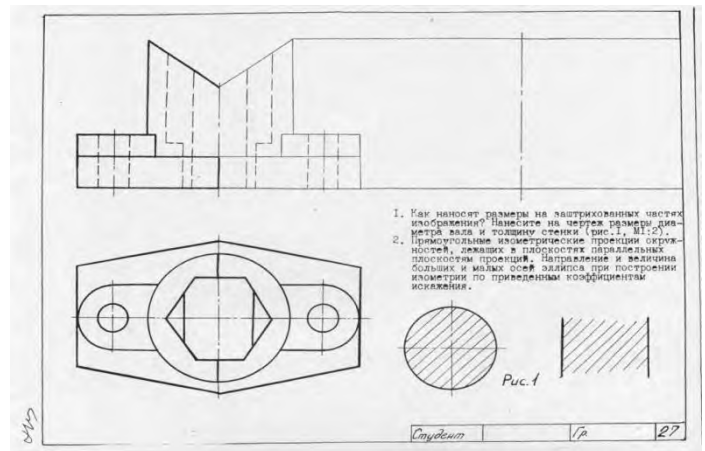 1. Как наносят размеры на заштрихованных частях
изображения? Нанесите на чертеж размеры диа-
метра вала и толщину стенки (рис.1, М1:2).
2. Прямоугольные изометрические проекции окруж-
ностей, лежащих в плоскостях параллельных
плоскостям проекций. Направление и величина
больших и малых осей эллипса при построении
изометрии по приведенным коэффициентам
искажения.
Рис.1
Студент Гр. 27